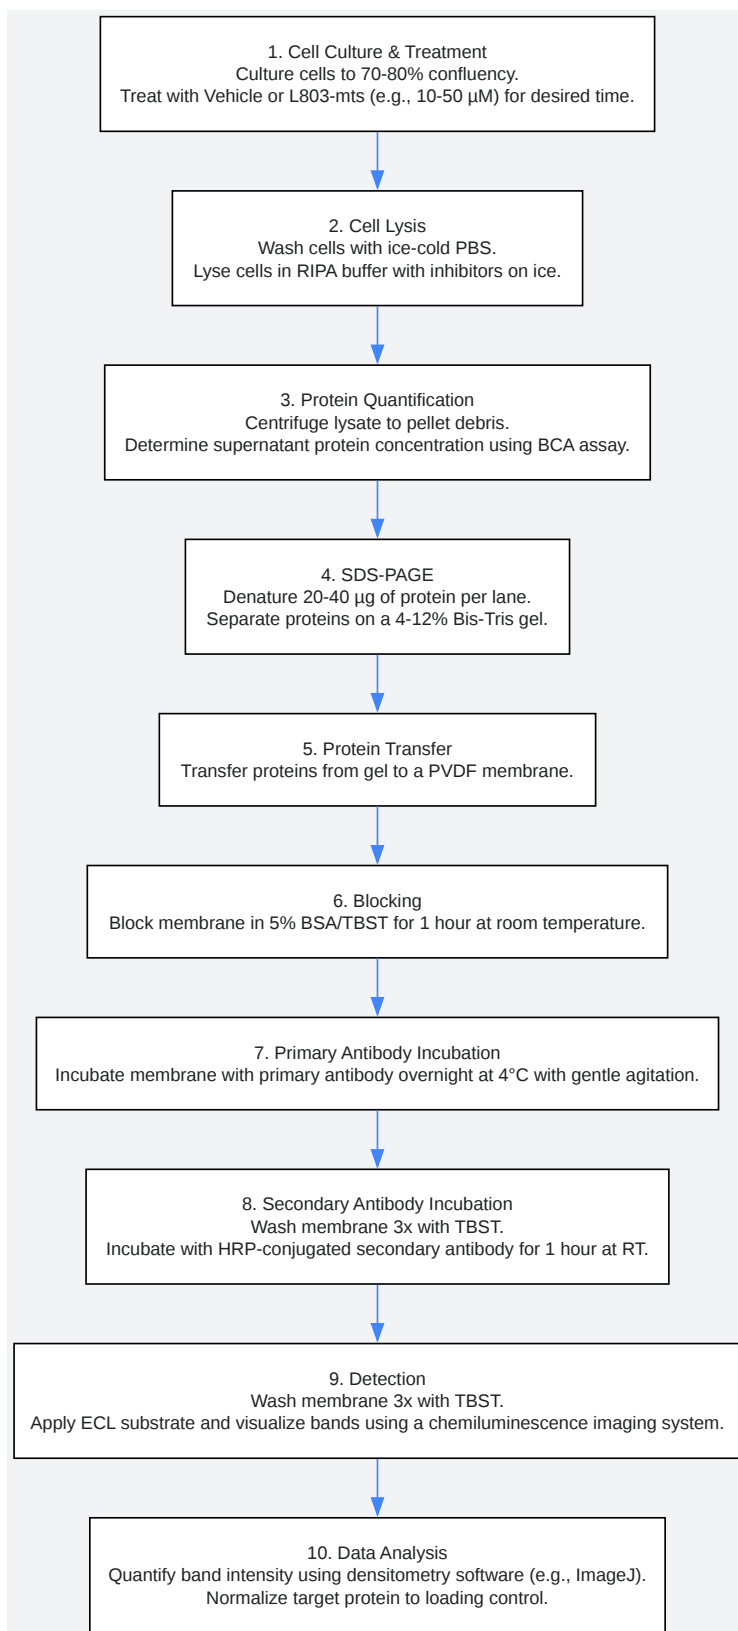 1. Cell Culture & Treatment
Culture cells to 70-80% confluency.
Treat with Vehicle or L803-mts (e.g., 10-50 µM) for desired time.
2. Cell Lysis
Wash cells with ice-cold PBS.
Lyse cells in RIPA buffer with inhibitors on ice.
3. Protein Quantification
Centrifuge lysate to pellet debris.
Determine supernatant protein concentration using BCA assay.
4. SDS-PAGE
Denature 20-40 µg of protein per lane.
Separate proteins on a 4-12% Bis-Tris gel.
5. Protein Transfer
Transfer proteins from gel to a PVDF membrane.
6. Blocking
Block membrane in 5% BSA/TBST for 1 hour at room temperature.
7. Primary Antibody Incubation
Incubate membrane with primary antibody overnight at 4°C with gentle agitation.
8. Secondary Antibody Incubation
Wash membrane 3x with TBST.
Incubate with HRP-conjugated secondary antibody for 1 hour at RT.
9. Detection
Wash membrane 3x with TBST.
Apply ECL substrate and visualize bands using a chemiluminescence imaging system.
10. Data Analysis
Quantify band intensity using densitometry software (e.g., ImageJ).
Normalize target protein to loading control.